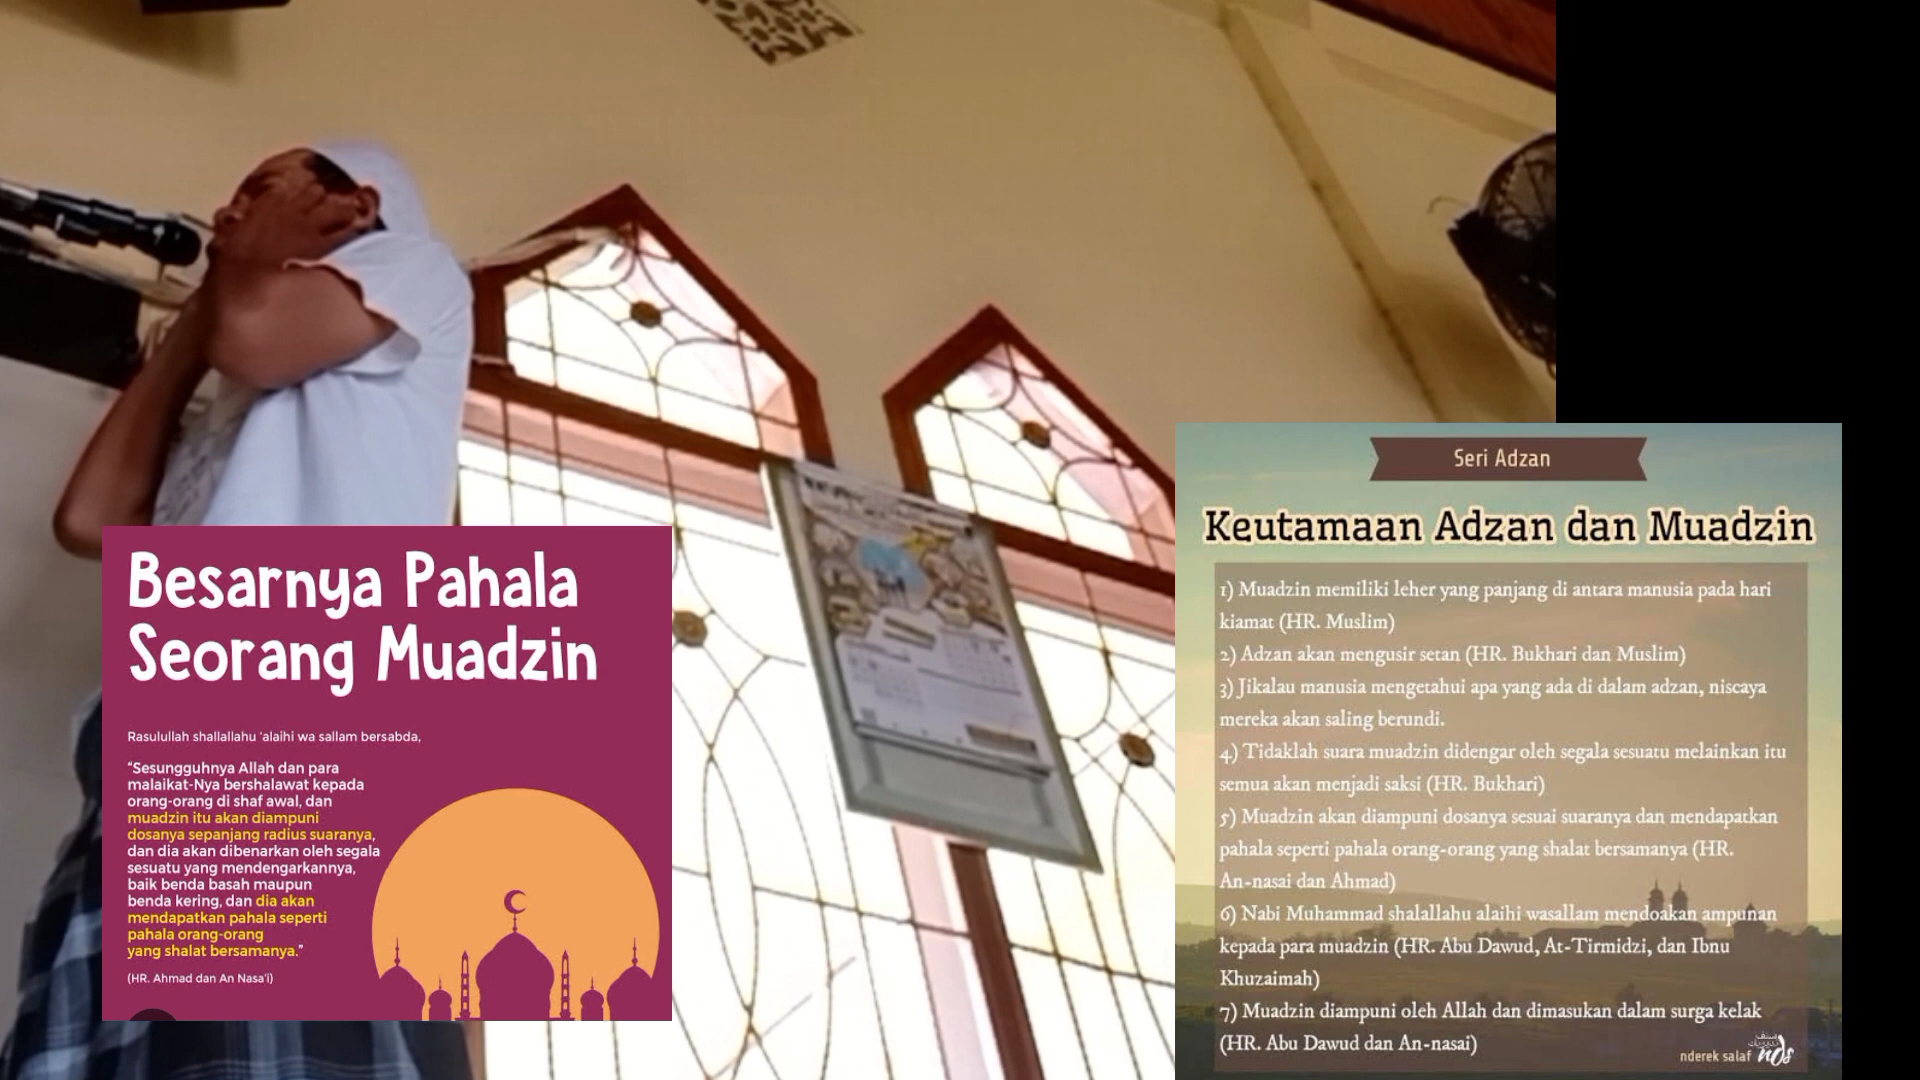 Besarnya Pahala
Seorang Muadzin
Rasulullah shallallahu 'alaihi wa sallam bersabda,
"Sesungguhnya Allah dan para
malaikat-Nya bershalawat kepada
orang-orang di shaf awal, dan
muadzin itu akan diampuni
dosanya sepanjang radius suaranya,
dan dia akan dibenarkan oleh segala
sesuatu yang mendengarkannya,
baik benda basah maupun
benda kering, dan dia akan
mendapatkan pahala seperti
pahala orang-orang
yang shalat bersamanya."
(HR. Ahmad dan An Nasa'i)
Seri Adzan
Keutamaan Adzan dan Muadzin
1) Muadzin memiliki leher yang panjang di antara manusia pada hari
kiamat (HR. Muslim)
2) Adzan akan mengusir setan (HR. Bukhari dan Muslim)
3) Jikalau manusia mengetahui apa yang ada di dalam adzan, niscaya
mereka akan saling berundi.
4) Tidaklah suara muadzin didengar oleh segala sesuatu melainkan itu
semua akan menjadi saksi (HR. Bukhari)
5) Muadzin akan diampuni dosanya sesuai suaranya dan mendapatkan
pahala seperti pahala orang-orang yang shalat bersamanya (HR.
An-nasai dan Ahmad)
6) Nabi Muhammad shalallahu alaihi wasallam mendoakan ampunan
kepada para muadzin (HR. Abu Dawud, At-Tirmidzi, dan Ibnu
Khuzaimah)
7) Muadzin diampuni oleh Allah dan dimasukan dalam surga kelak
(HR. Abu Dawud dan An-nasai)
nderek salaf nds